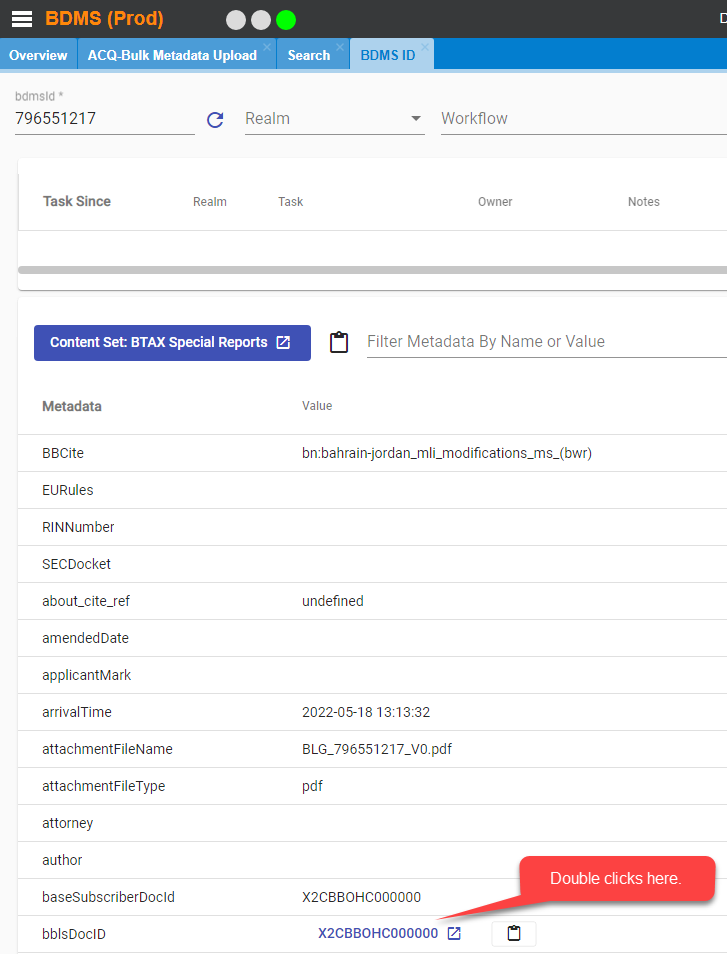 BDMS (Prod)
D
Overview
ACQ-Bulk Metadata Upload
Search
BDMS ID
bdmsId *
796551217
Realm
Workflow
Task Since
Realm
Task
Owner
Notes
Content Set: BTAX Special Reports
Filter Metadata By Name or Value
Metadata
Value
BBCite
bn:bahrain-jordan_mli_modifications_ms_(bwr)
EURules
RINNumber
SECDocket
about_cite_ref
undefined
amendedDate
applicantMark
arrivalTime
2022-05-18 13:13:32
attachmentFileName
BLG_796551217_V0.pdf
attachmentFileType
pdf
attorney
author
Double clicks here.
baseSubscriberDocId
X2CBBOHC000000
bblsDocID
X2CBBOHC000000